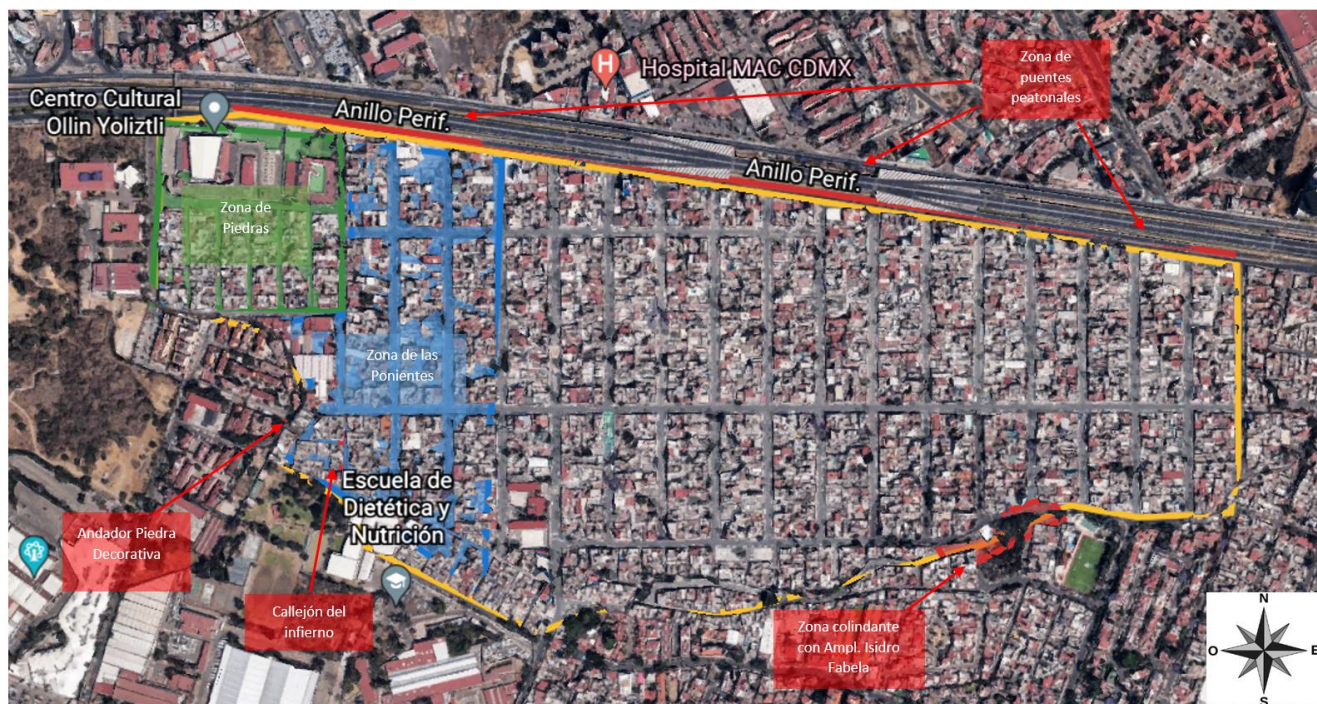 Zona de
puentes
peatonales
Hospital MAC CDMX
H
Centro Cultural
Ollin Yoliztli
Anillo Perif.
Anillo Perif.
Zona de
Piedras
Zona de las
Ponientes
Escuela de
Dietética y
Nutrición
Andador Piedra
Decorativa
Callejón del
infierno
Zona colindante
con Ampl. Isidro
Fabela
N
O
E
S